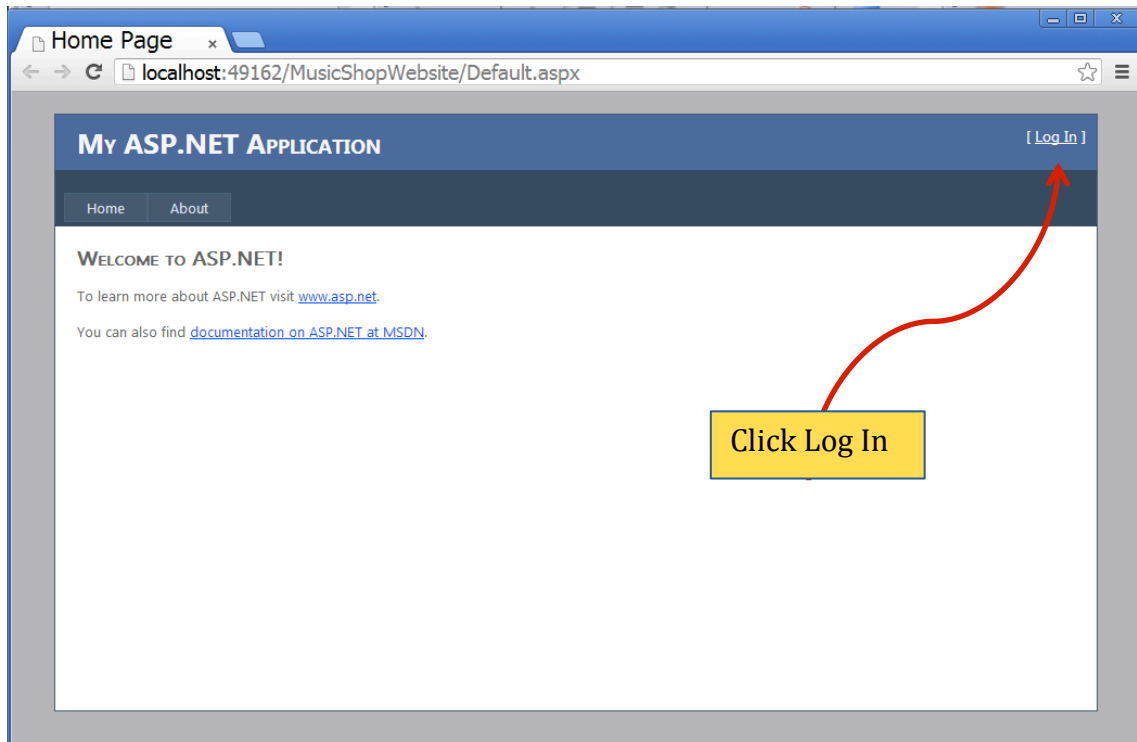 Home Page
localhost:49162/MusicShopWebsite/Default.aspx
My ASP.NET Application
[ Log In ]
Home About
Welcome to ASP.NET!
To learn more about ASP.NET visit www.asp.net.
You can also find documentation on ASP.NET at MSDN.
Click Log In